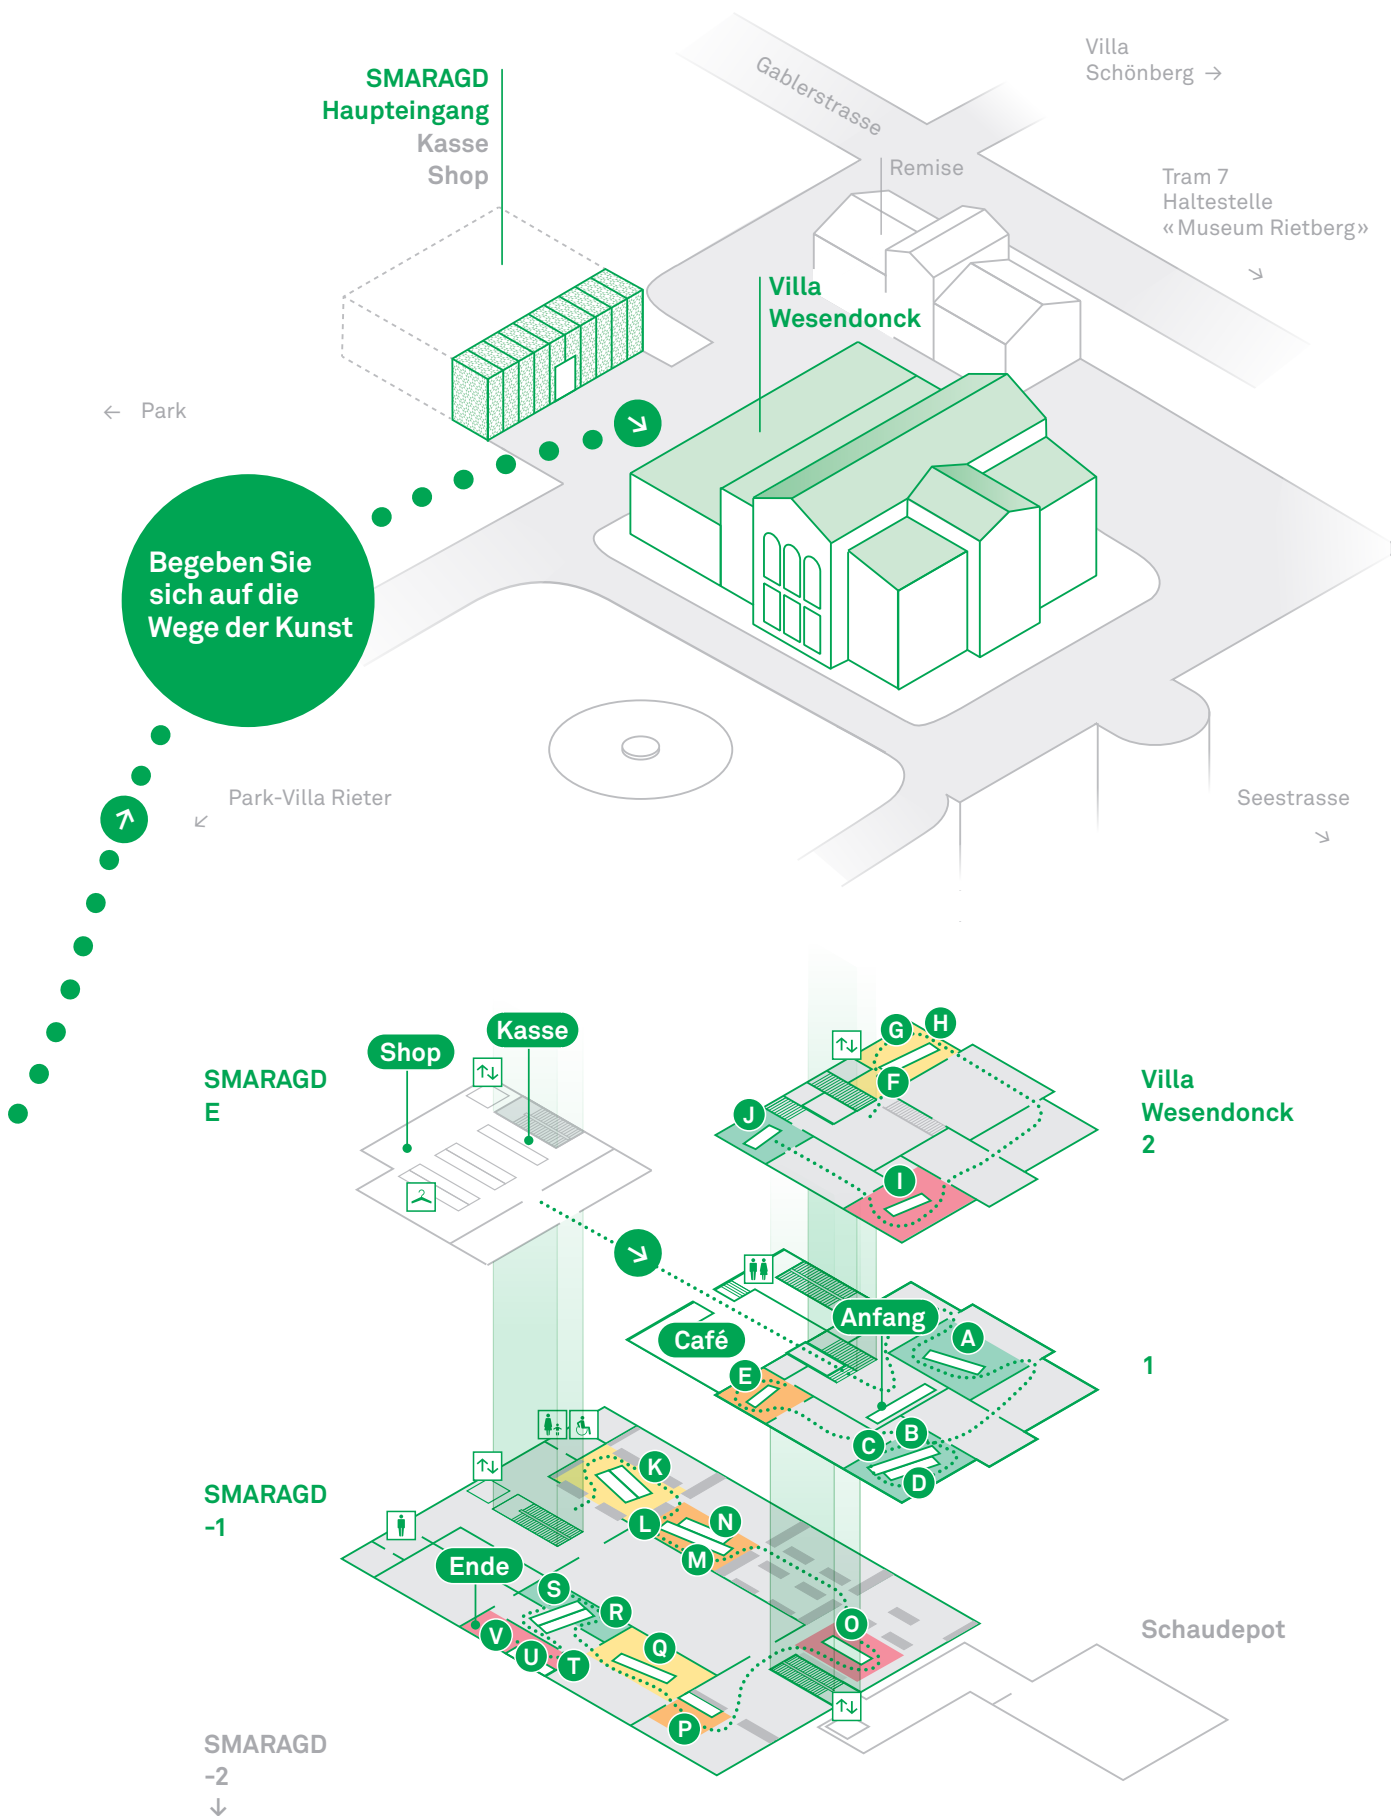 SMARAGD
Haupteingang
Kasse
Shop
Gablerstrasse
Villa
Schönberg →
Remise
Tram 7
Haltestelle
«Museum Rietberg»
↘
Villa
Wesendonck
← Park
Begeben Sie
sich auf die
Wege der Kunst
Park-Villa Rieter
↙
Seestrasse
↘
Shop
Kasse
SMARAGD
E
G
H
F
J
I
Villa
Wesendonck
2
Anfang
Café
A
E
B
C
D
1
SMARAGD
-1
K
L
N
M
Ende
S
R
V
U
T
Q
O
P
Schaudepot
SMARAGD
-2
↓